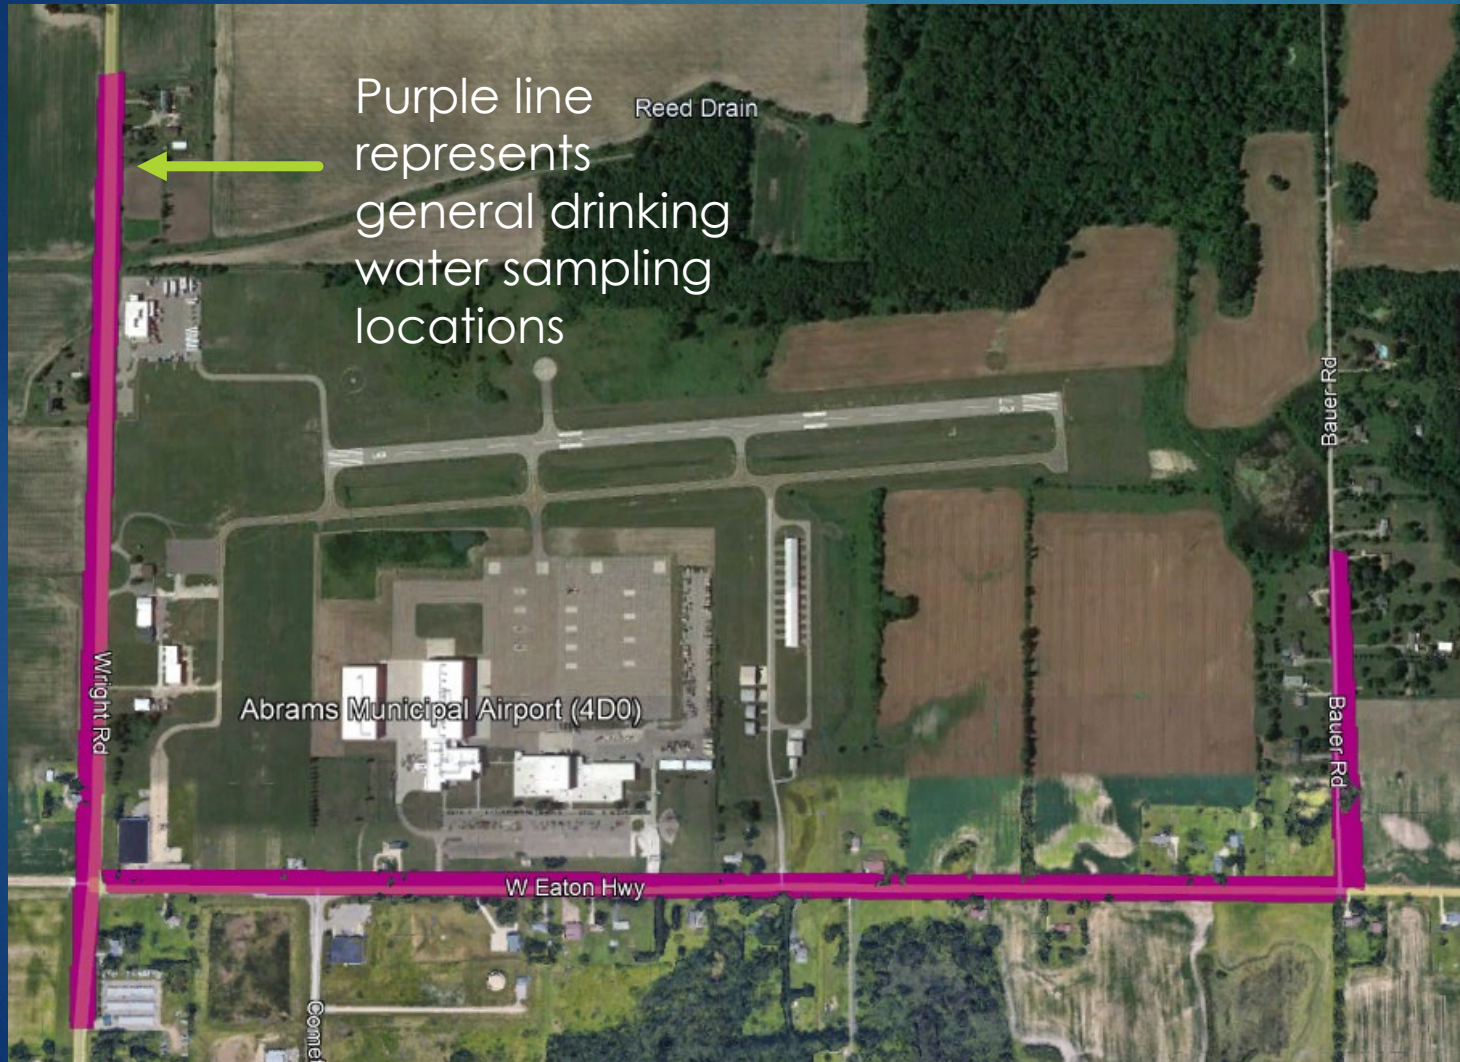 Purple line
represents
general drinking
water sampling
locations
Reed Drain
Bauer Rd
Wright Rd
Abrams Municipal Airport (4D0)
Bauer Rd
W Eaton Hwy
Comet